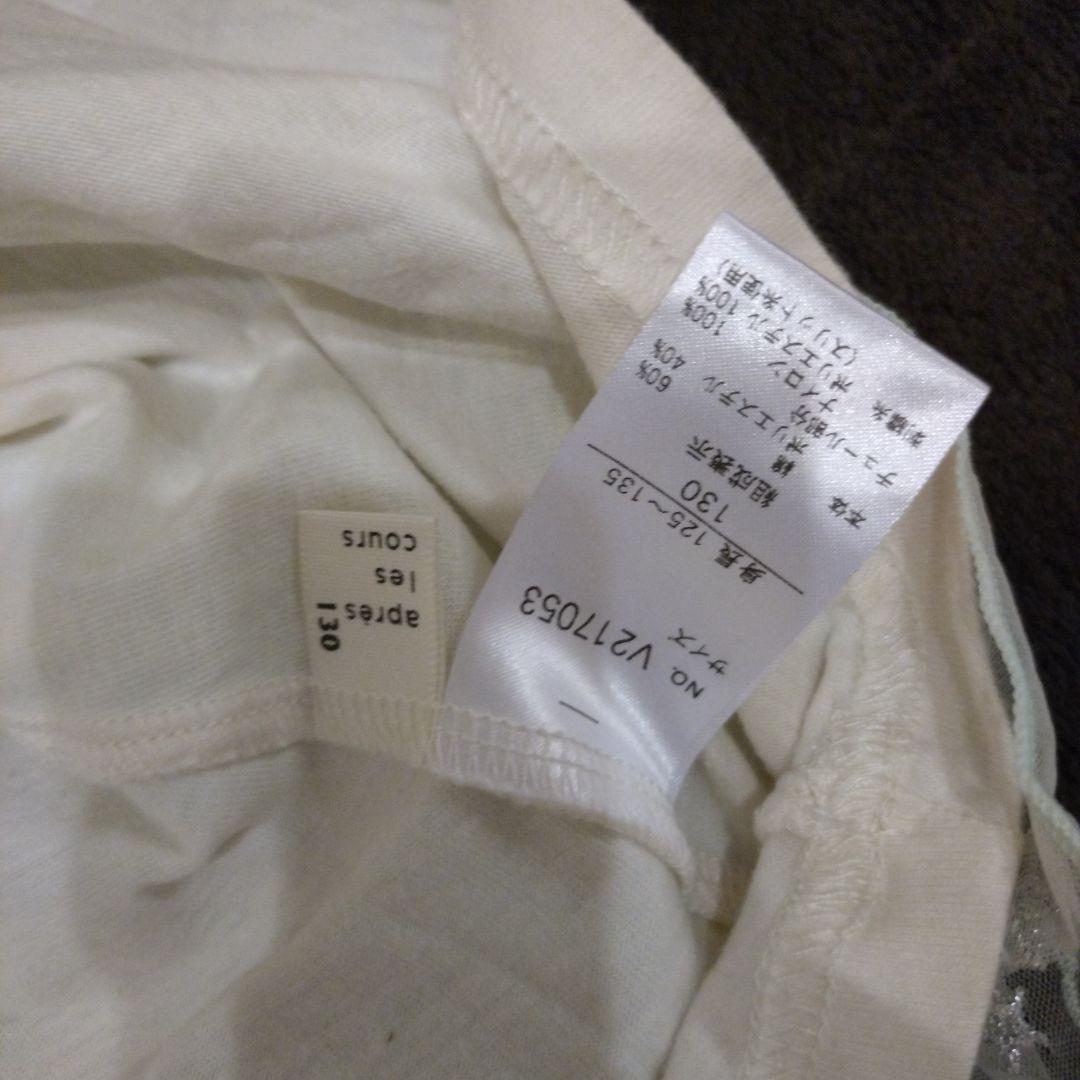 après
les
cours
130
NO. V217053
サイズ
身長 125～135
130
組成表示
本体
綿 60%
ポリエステル 40%
チュール部分
ナイロン 100%
刺繍糸
ポリエステル 100%
(スリット糸使用)